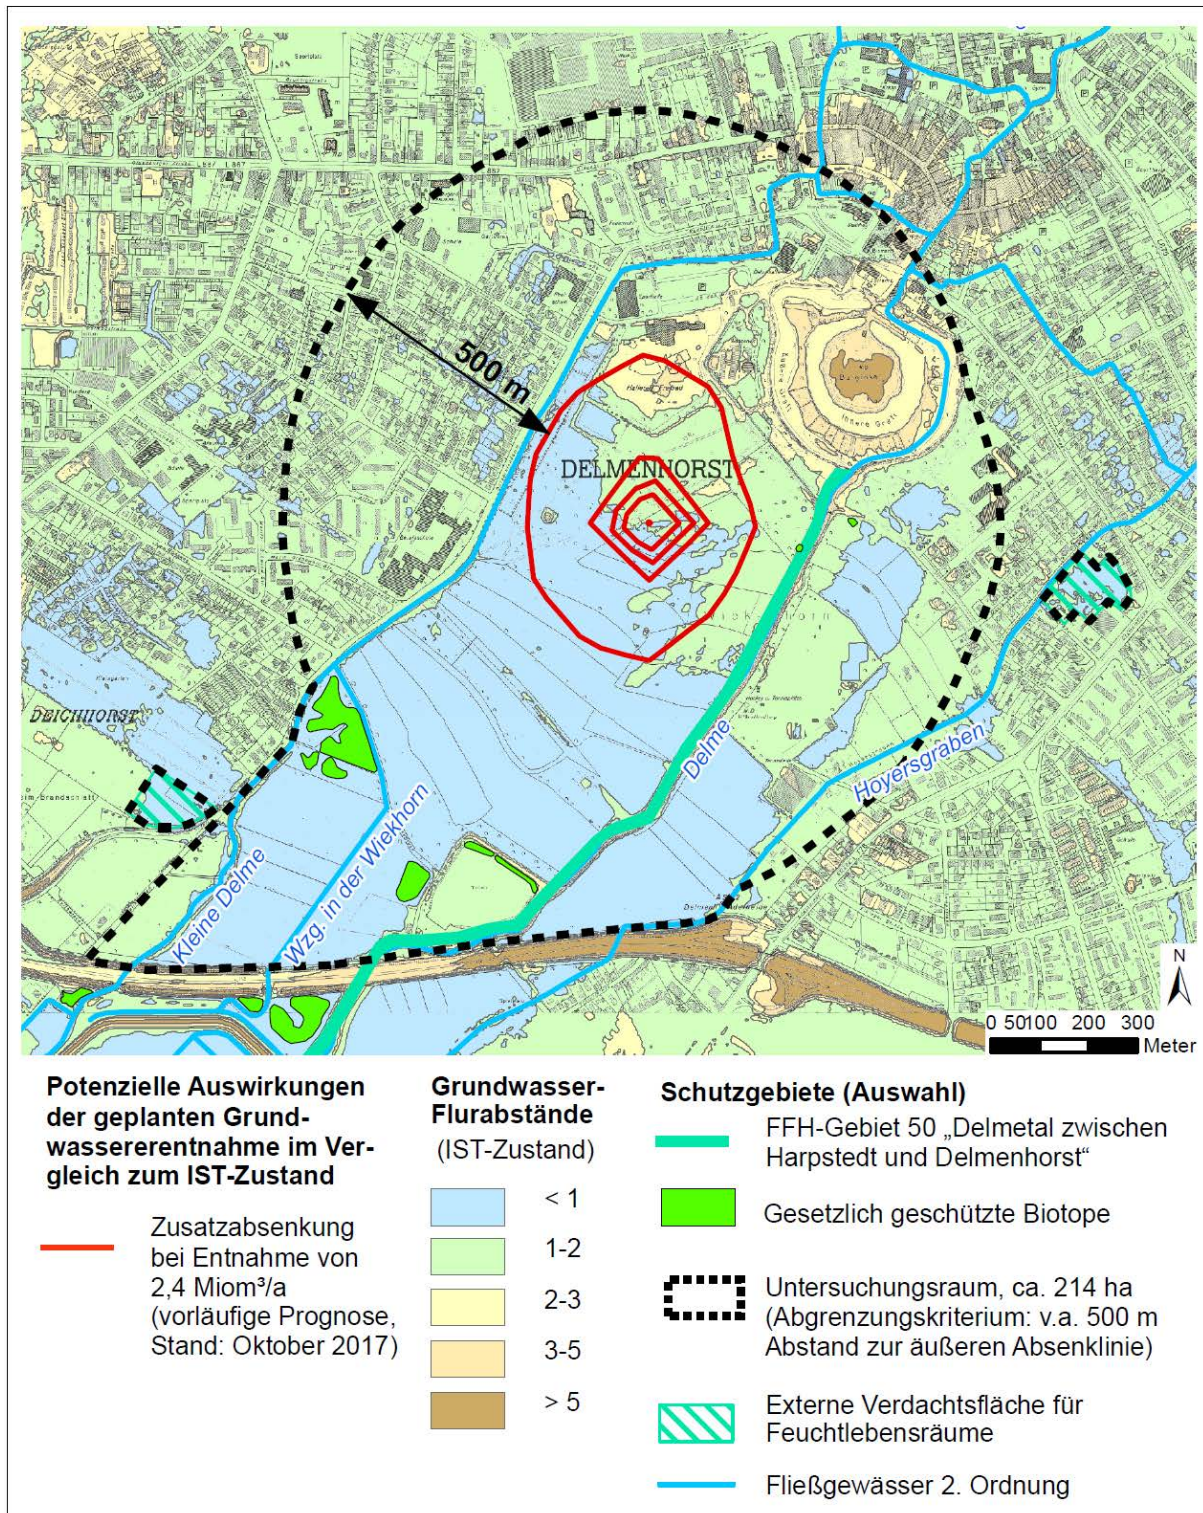 500 m
DELMENHORST
DEICHHORST
Delme
Hoyersgraben
Kleine Delme
Wzg. in der Wiekhorn
N
0 50100 200 300
Meter
Potenzielle Auswirkungen
der geplanten Grund-
wassererentnahme im Ver-
gleich zum IST-Zustand
Zusatzabsenkung
bei Entnahme von
2,4 Miom³/a
(vorläufige Prognose,
Stand: Oktober 2017)
Grundwasser-
Flurabstände
(IST-Zustand)
< 1
1-2
2-3
3-5
> 5
Schutzgebiete (Auswahl)
FFH-Gebiet 50 „Delmetal zwischen
Harpstedt und Delmenhorst“
Gesetzlich geschützte Biotope
Untersuchungsraum, ca. 214 ha
(Abgrenzungskriterium: v.a. 500 m
Abstand zur äußeren Absenklinie)
Externe Verdachtsfläche für
Feuchtlebensräume
Fließgewässer 2. Ordnung